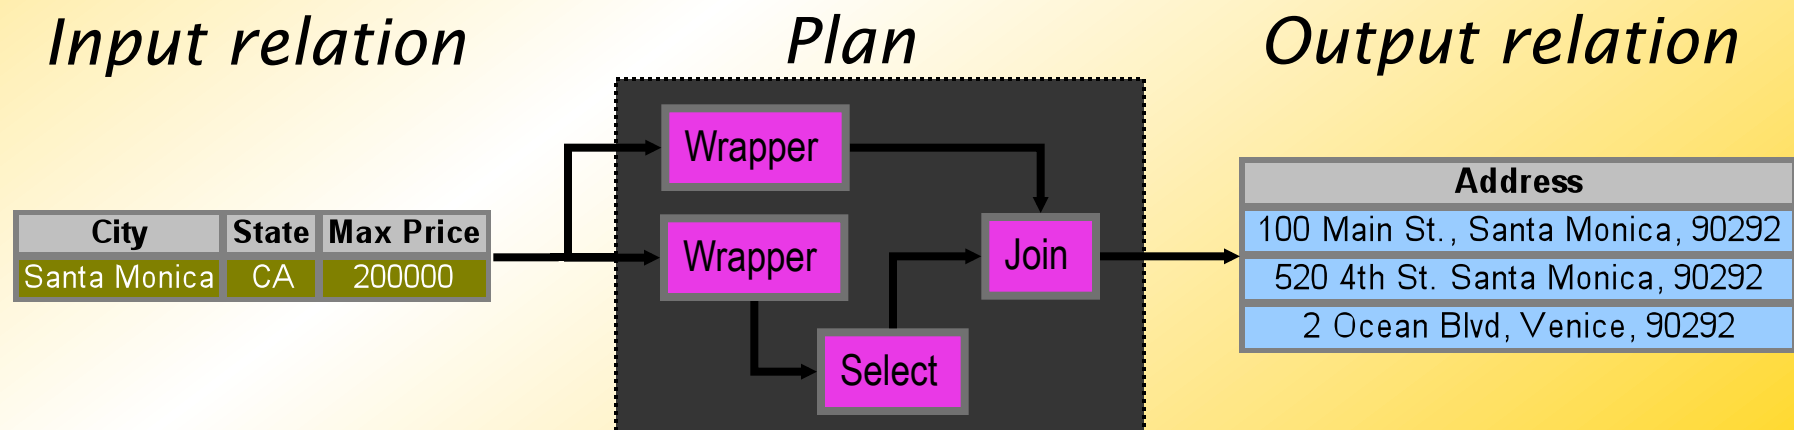 Input relation
Plan
Output relation
City State Max Price
Santa Monica CA 200000
Wrapper
Wrapper
Select
Join
Address
100 Main St., Santa Monica, 90292
520 4th St. Santa Monica, 90292
2 Ocean Blvd, Venice, 90292